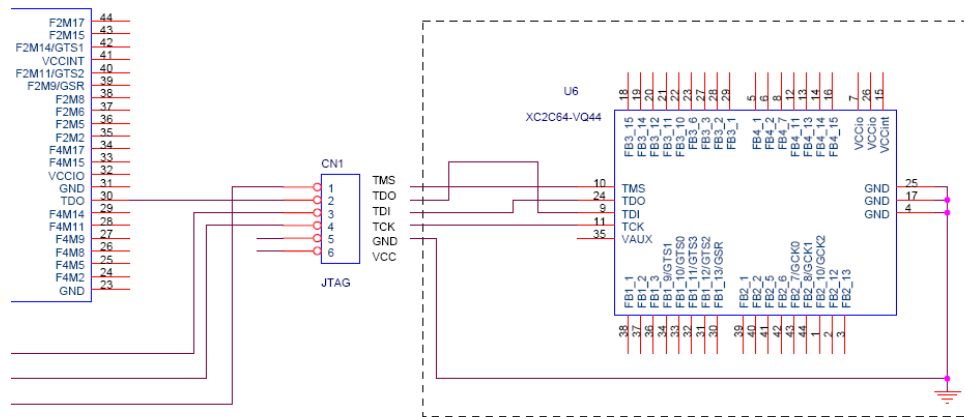 F2M17 44
F2M15 43
F2M14/GTS1 42
VCCINT 41
F2M11/GTS2 40
F2M9/GSR 39
F2M8 38
F2M6 37
F2M5 36
F2M2 35
F4M17 34
F4M15 33
VCCIO 32
GND 31
TDO 30
F4M14 29
F4M11 28
F4M9 27
F4M8 26
F4M5 25
F4M2 24
GND 23
CN1
1
2
3
4
5
6
JTAG
TMS
TDO
TDI
TCK
GND
VCC
U6
XC2C64-VQ44
18 FB3_15
19 FB3_14
20 FB3_12
21 FB3_11
22 FB3_10
23 FB3_6
27 FB3_3
28 FB3_2
29 FB3_1
5 FB4_1
6 FB4_2
8 FB4_7
12 FB4_11
13 FB4_13
14 FB4_14
16 FB4_15
7 VCCio
26 VCCio
15 VCCint
10 TMS
24 TDO
9 TDI
11 TCK
35 VAUX
GND 25
GND 17
GND 4
38 FB1_1
37 FB1_2
36 FB1_3
34 FB1_9/GTS1
33 FB1_10/GTS0
32 FB1_11/GTS3
31 FB1_12/GTS2
30 FB1_13/GSR
39 FB2_1
40 FB2_2
41 FB2_5
42 FB2_6
43 FB2_7/GCK0
44 FB2_8/GCK1
1 FB2_10/GCK2
2 FB2_12
3 FB2_13